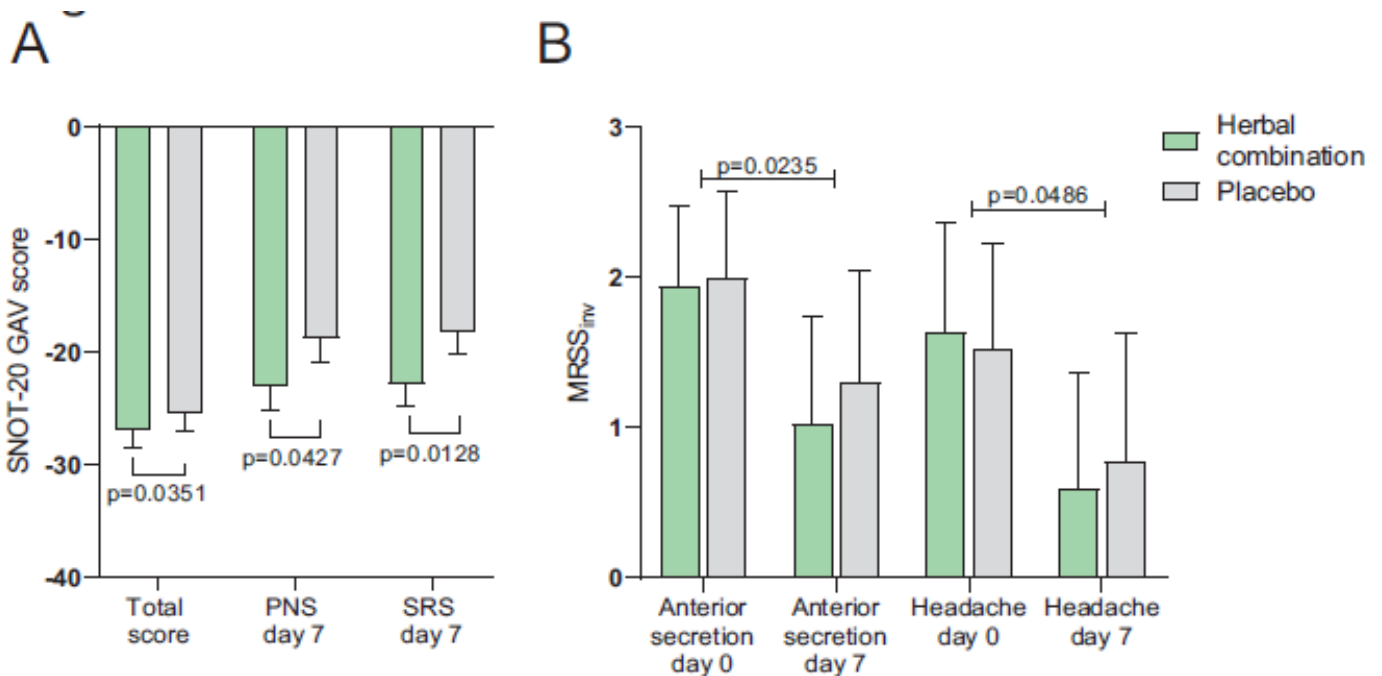 A
B
SNOT-20 GAV score
0
-10
-20
-30
-40
p=0.0351
p=0.0427
p=0.0128
Total
score
PNS
day 7
SRS
day 7
MRSSinv
3
2
1
0
p=0.0235
p=0.0486
Anterior
secretion
day 0
Anterior
secretion
day 7
Headache
day 0
Headache
day 7
Herbal
combination
Placebo